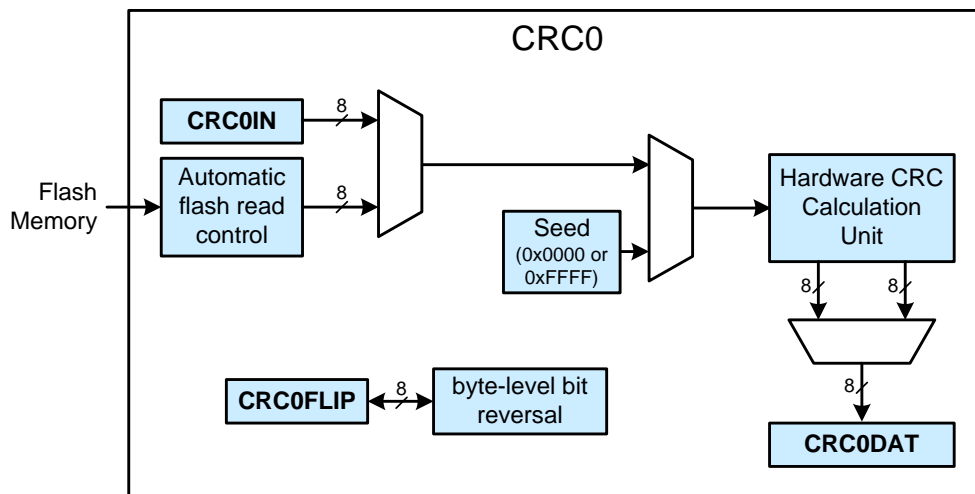 CRC0
CRC0IN
8
Flash
Memory
Automatic
flash read
control
8
Seed
(0x0000 or
0xFFFF)
Hardware CRC
Calculation
Unit
8
8
8
CRC0DAT
CRC0FLIP
8
byte-level bit
reversal